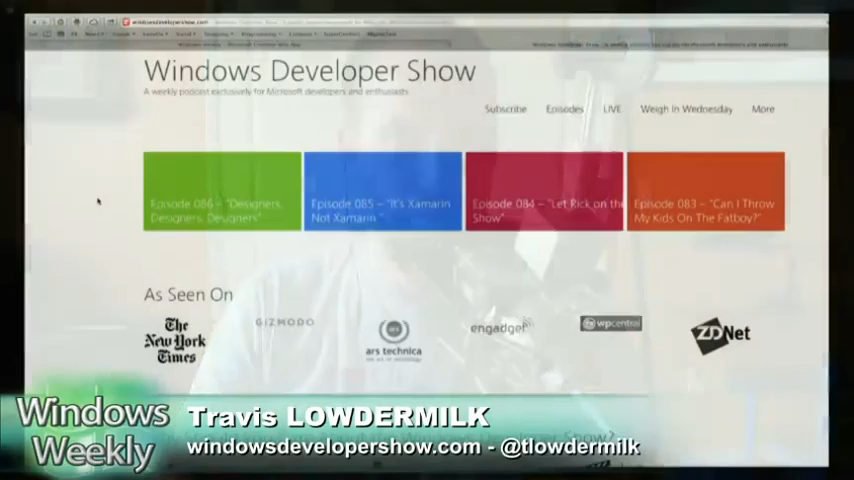 windowsdevelopershow.com
Windows Developer Show
A weekly podcast exclusively for Microsoft developers and enthusiasts
Subscribe Episodes LIVE Weigh In Wednesday More
Episode 086 – "Designers, Designers, Designers"
Episode 085 – "It's Xamarin Not Xamarin "
Episode 084 – "Let Rick on the Show"
Episode 083 – "Can I Throw My Kids On The Fatboy?"
As Seen On
The New York Times
GIZMODO
ars technica
engadget
wpcentral
ZDNet
Windows Weekly
Travis LOWDERMILK
windowsdevelopershow.com - @tlowdermilk